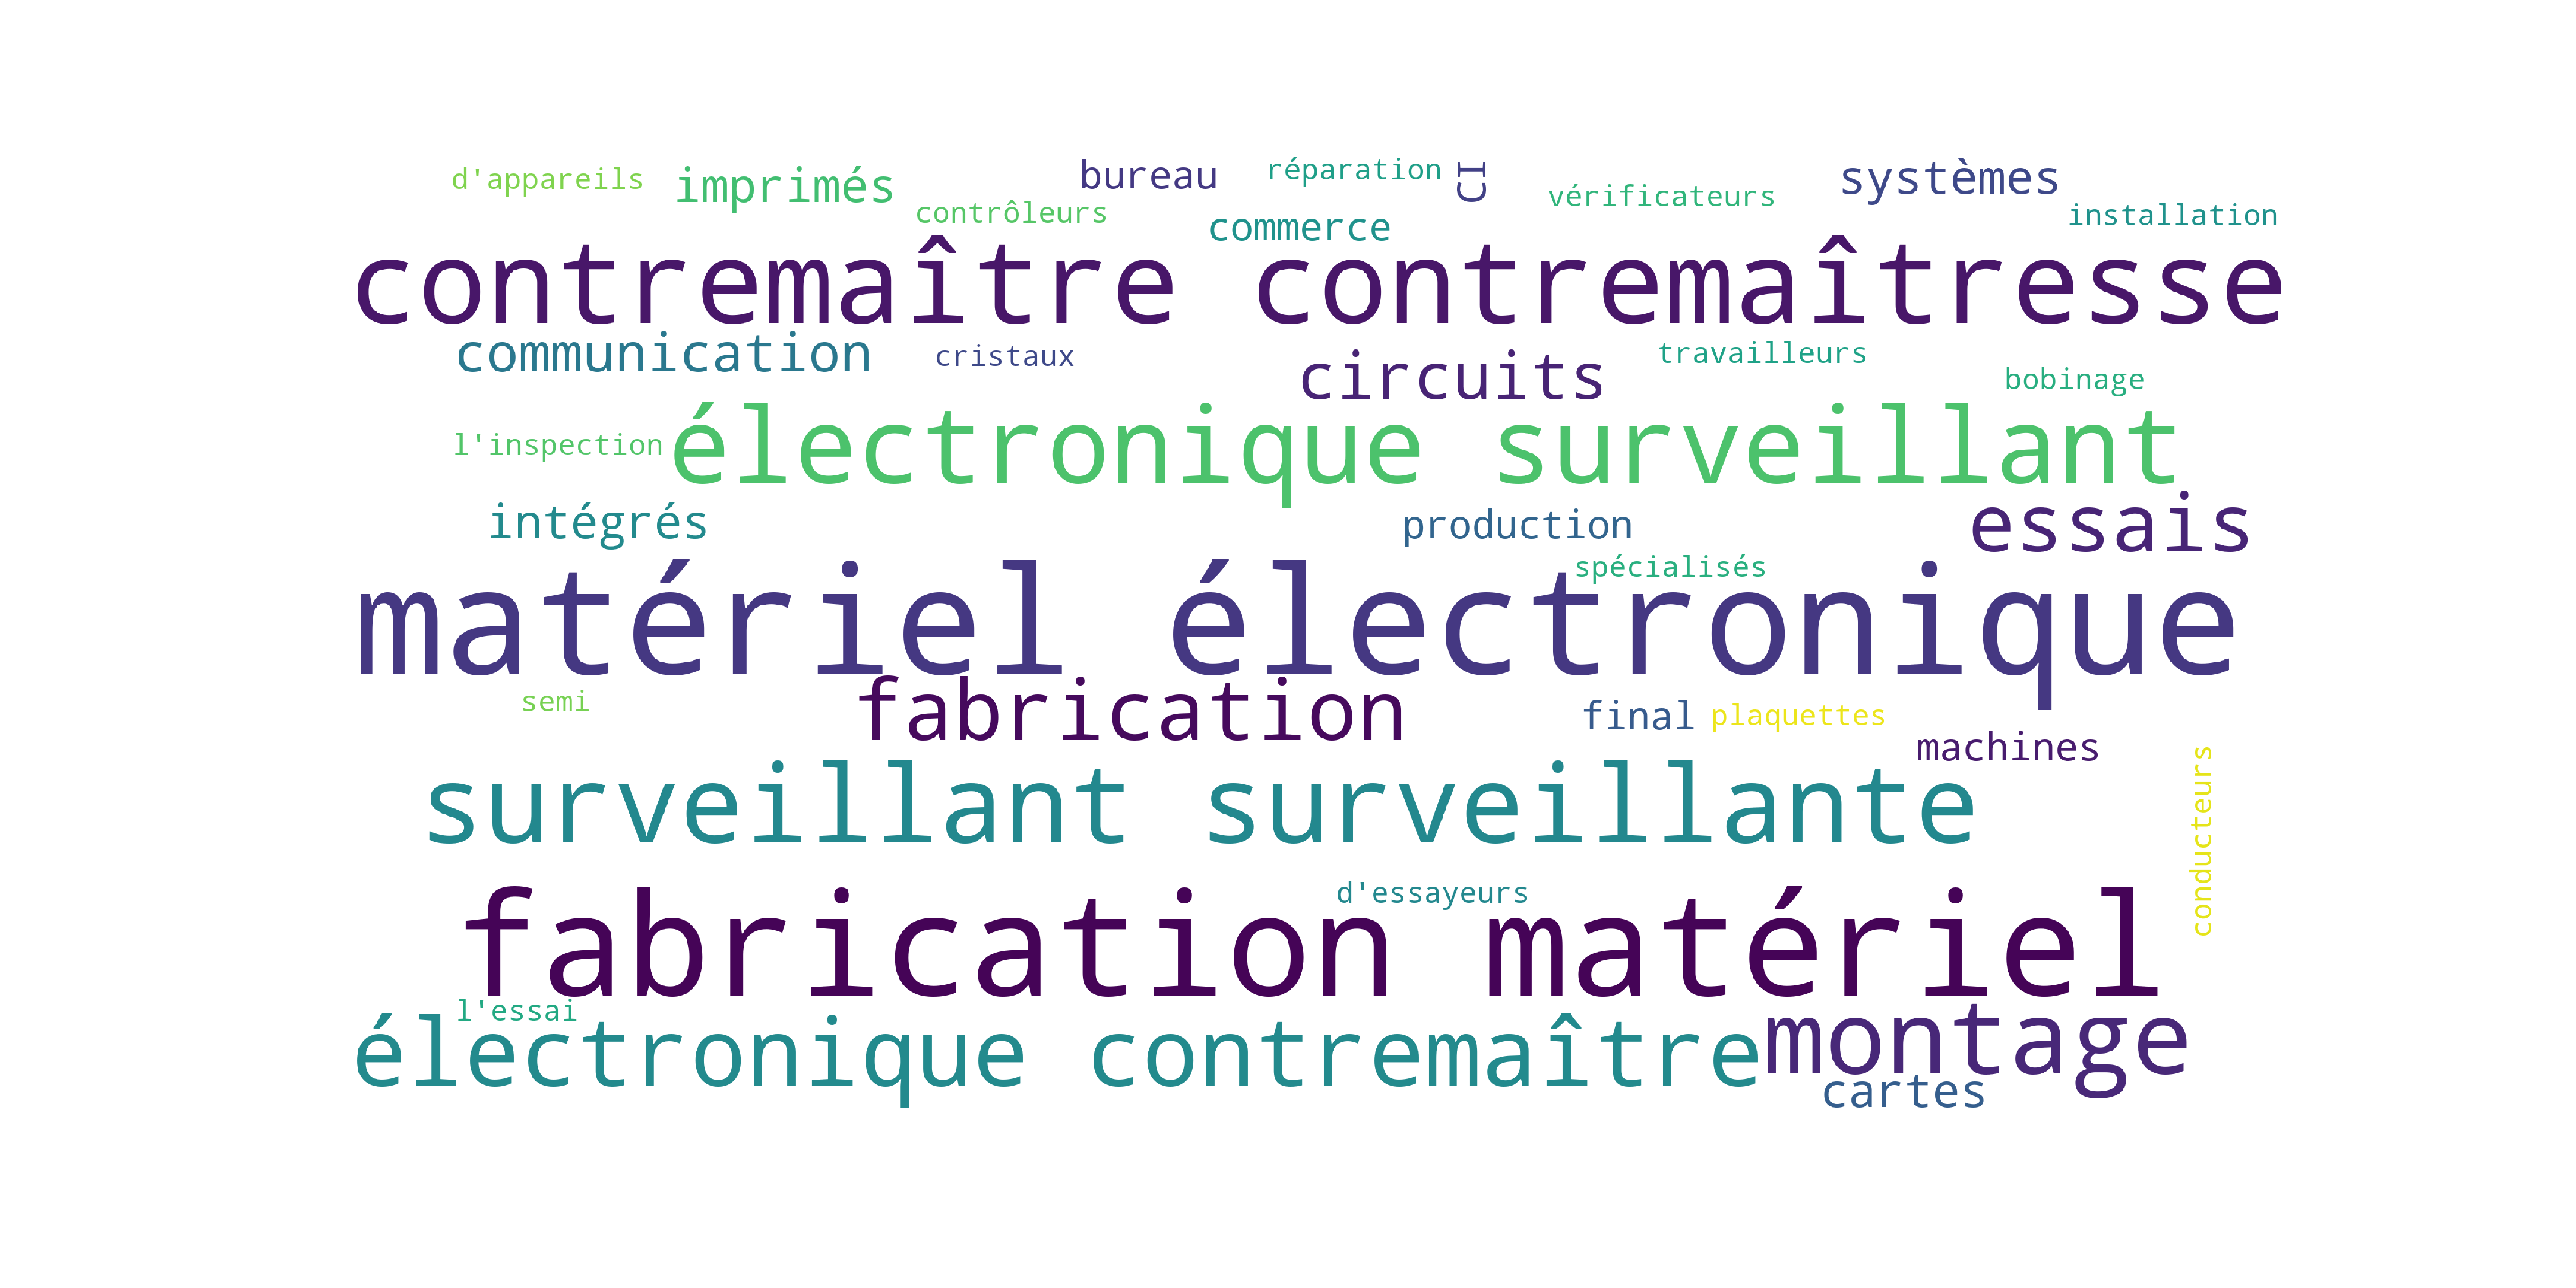 d'appareils imprimés bureau réparation CI vérificateurs systèmes
contrôleurs commerce installation
contremaître contremaîtresse
communication cristaux circuits travailleurs bobinage
l'inspection électronique surveillant
intégrés production essais
spécialisés
matériel électronique
semi fabrication final plaquettes
machines
surveillant surveillante conducteurs
d'essayeurs
fabrication matériel
l'essai
électronique contremaître montage
cartes